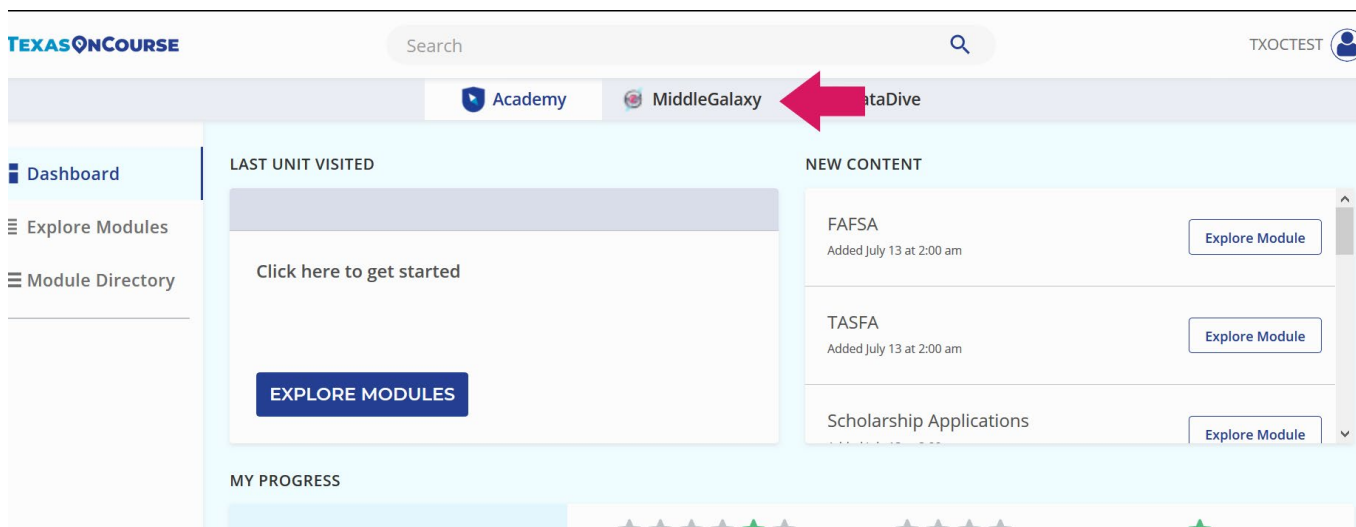 TEXAS ONCOURSE
Search
TXOCTEST
Academy
MiddleGalaxy
ataDive
Dashboard
Explore Modules
Module Directory
LAST UNIT VISITED
Click here to get started
EXPLORE MODULES
NEW CONTENT
FAFSA
Added July 13 at 2:00 am
Explore Module
TASFA
Added July 13 at 2:00 am
Explore Module
Scholarship Applications
Explore Module
MY PROGRESS